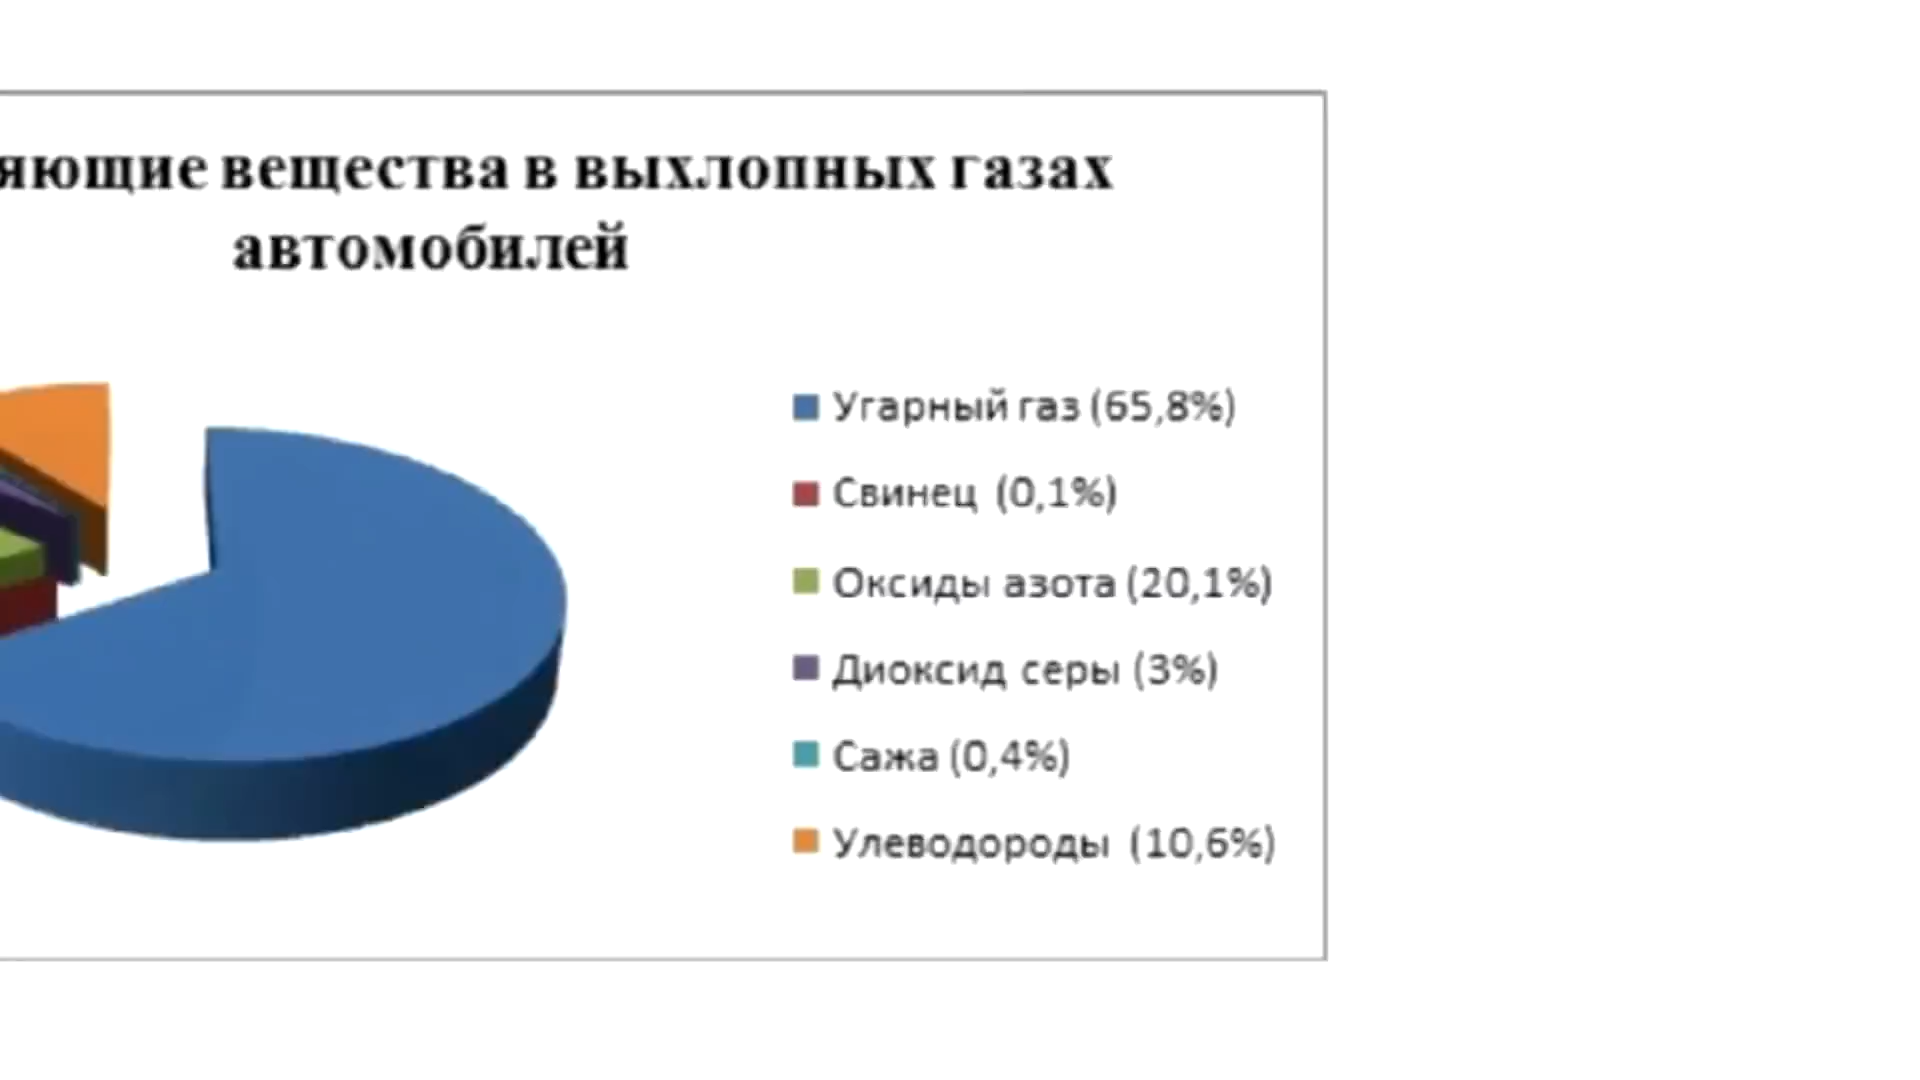 яющие вещества в выхлопных газах
автомобилей
Угарный газ (65,8%)
Свинец (0,1%)
Оксиды азота (20,1%)
Диоксид серы (3%)
Сажа (0,4%)
Улеводороды (10,6%)